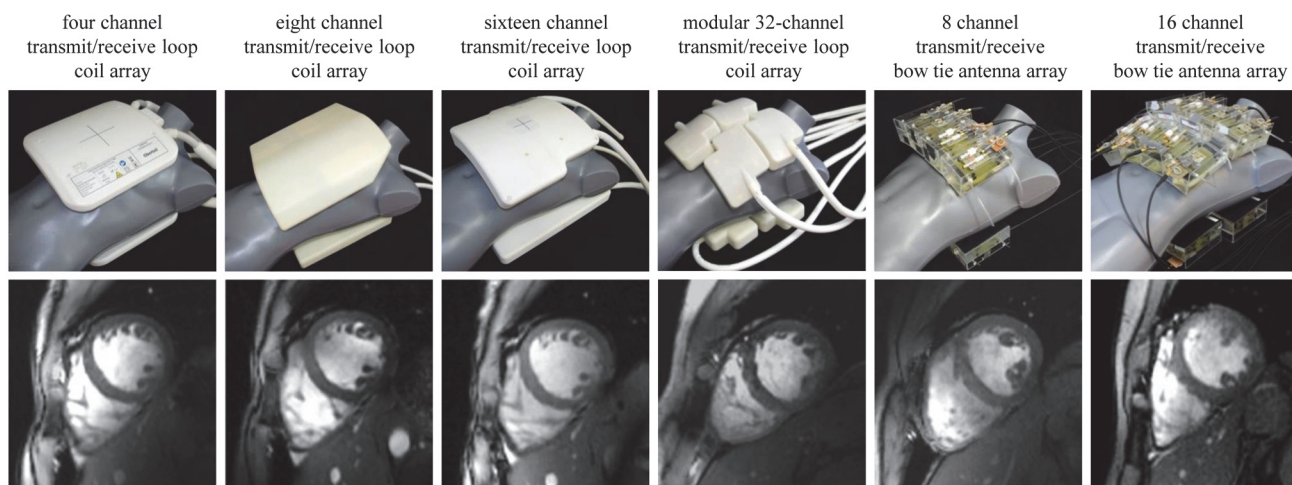 four channel
transmit/receive loop
coil array
eight channel
transmit/receive loop
coil array
sixteen channel
transmit/receive loop
coil array
modular 32-channel
transmit/receive loop
coil array
8 channel
transmit/receive
bow tie antenna array
16 channel
transmit/receive
bow tie antenna array